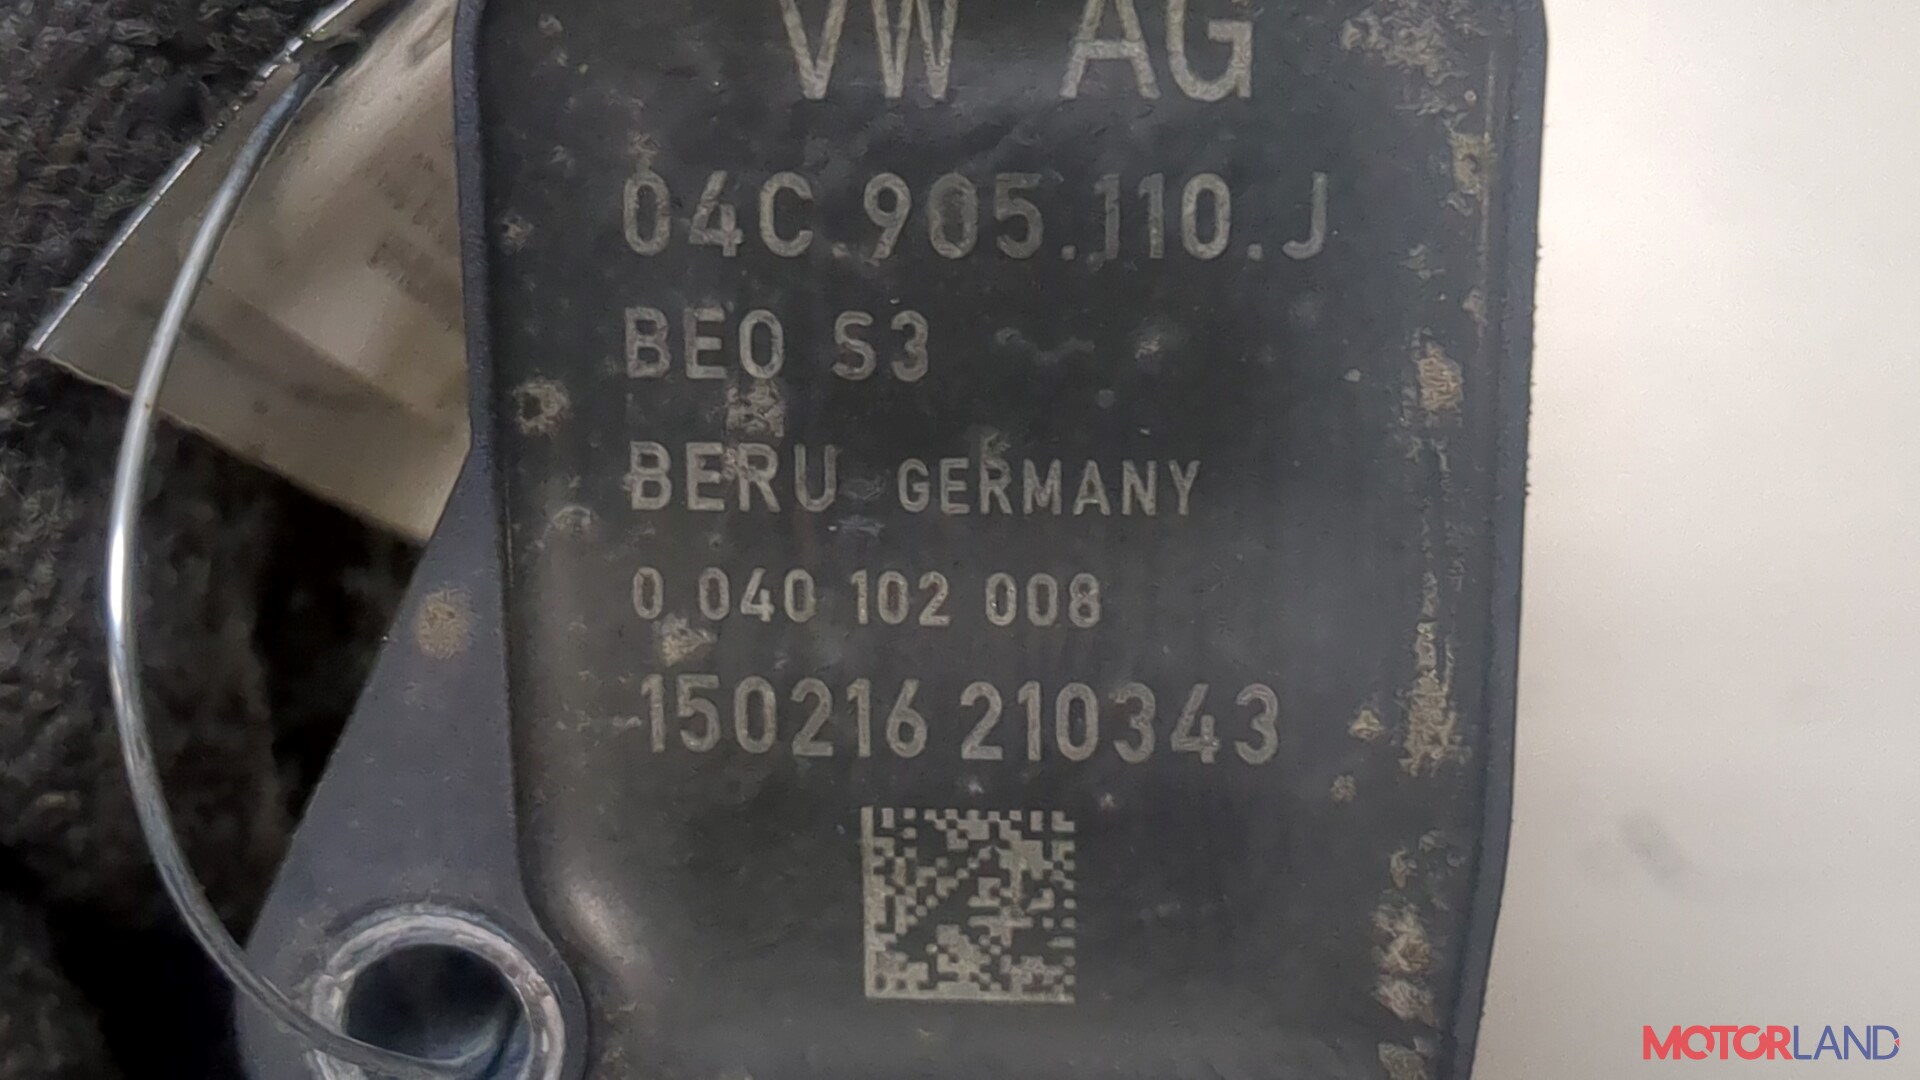 VW AG
04C.905.110.J
BEO S3
BERU GERMANY
0 040 102 008
150216 210343
MOTORLAND